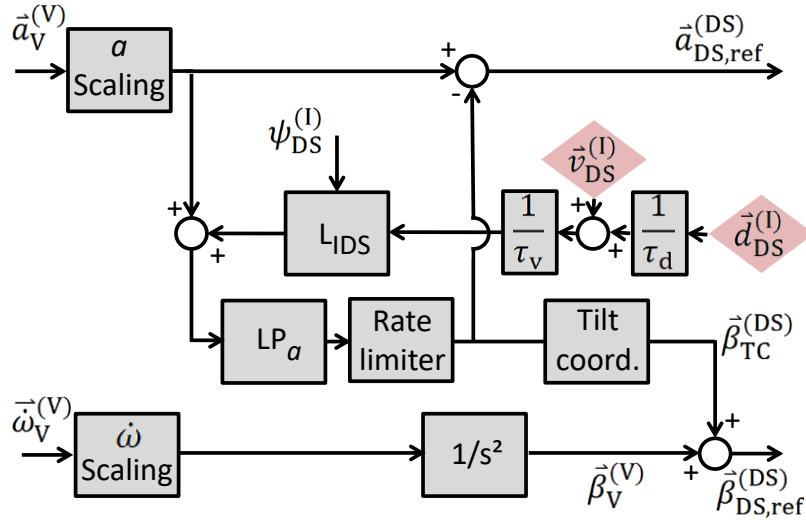 a⃗_V^(V)
a
Scaling
+
-
a⃗_DS,ref^(DS)
ψ_DS^(I)
v⃗_DS^(I)
+
+
L_IDS
1/τ_v
+
+
1/τ_d
d⃗_DS^(I)
LP_a
Rate
limiter
Tilt
coord.
β⃗_TC^(DS)
ω̇⃗_V^(V)
ω̇
Scaling
1/s²
+
+
β⃗_V^(V)
β⃗_DS,ref^(DS)